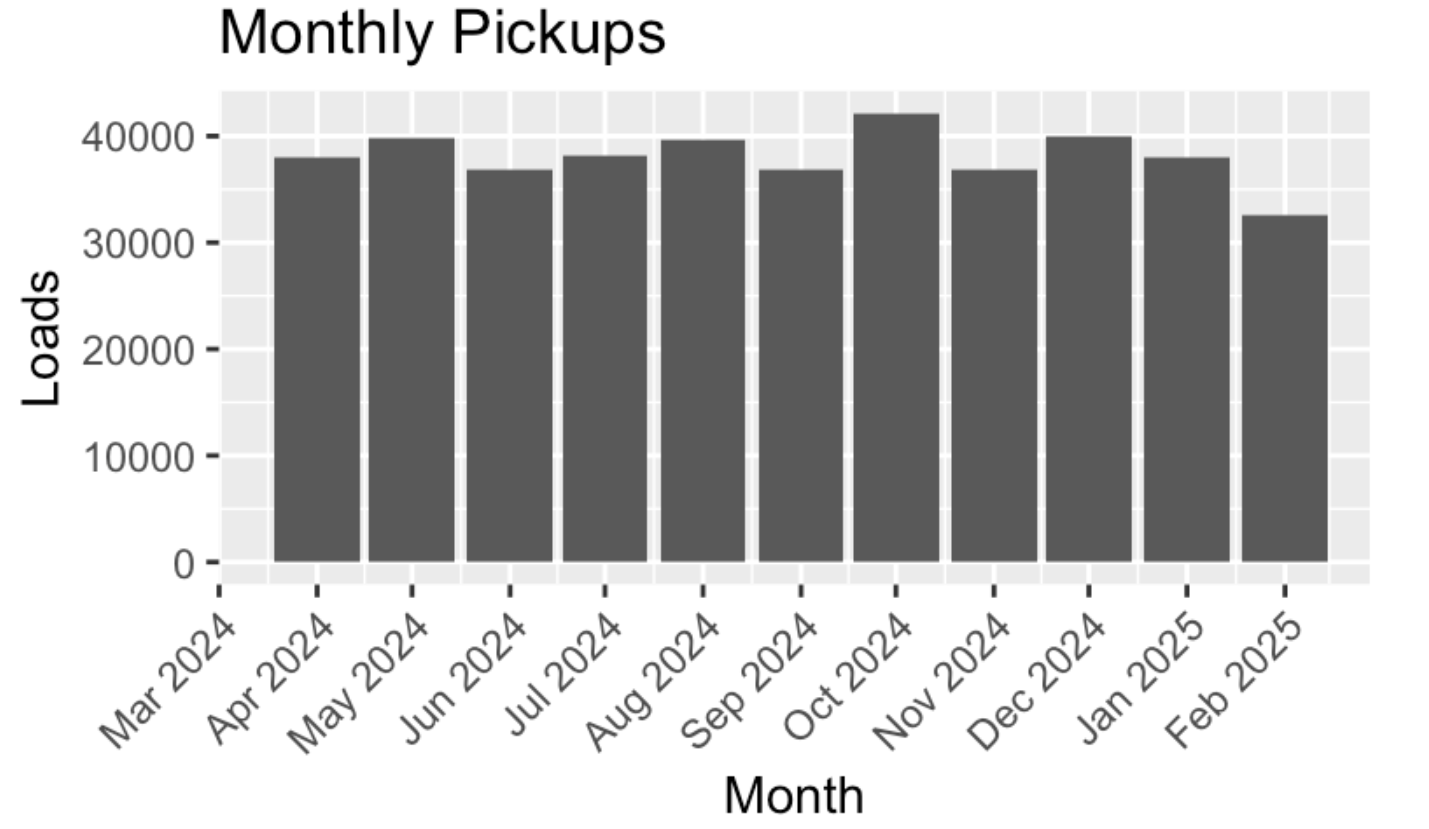 Monthly Pickups
Loads
40000
30000
20000
10000
0
Mar 2024
Apr 2024
May 2024
Jun 2024
Jul 2024
Aug 2024
Sep 2024
Oct 2024
Nov 2024
Dec 2024
Jan 2025
Feb 2025
Month